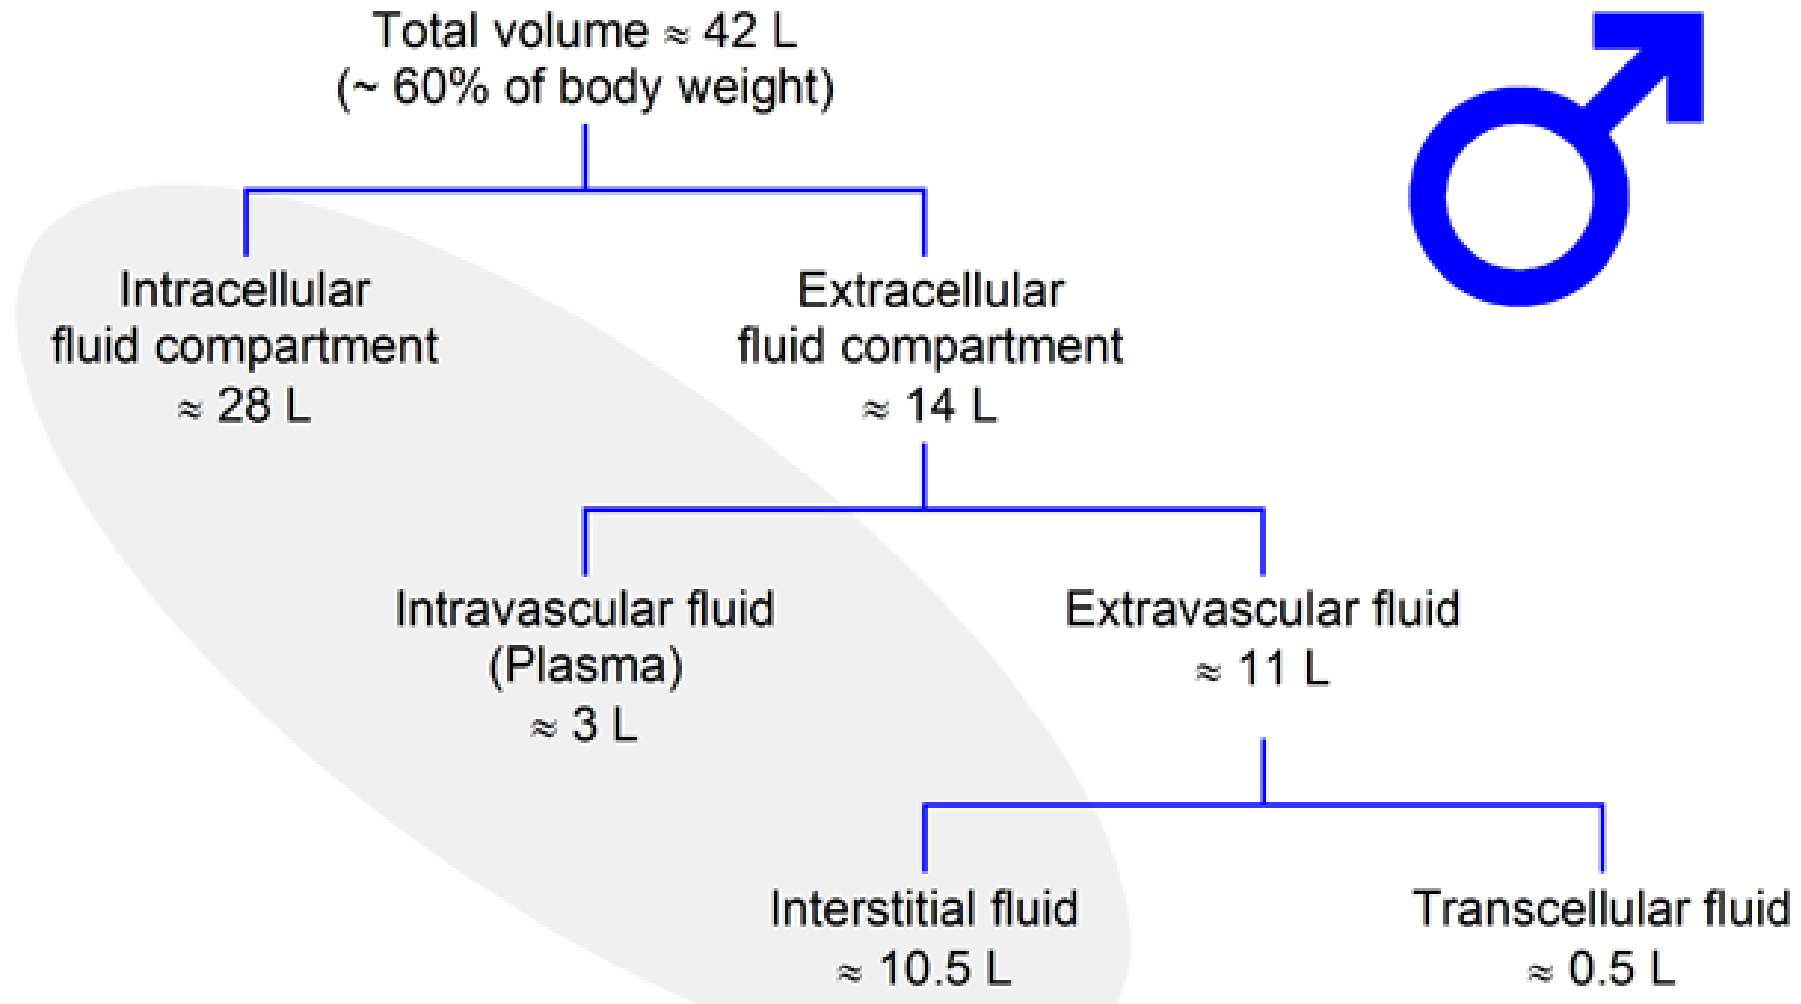 Total volume ≈ 42 L
(~ 60% of body weight)
Intracellular
fluid compartment
≈ 28 L
Extracellular
fluid compartment
≈ 14 L
Intravascular fluid
(Plasma)
≈ 3 L
Extravascular fluid
≈ 11 L
Interstitial fluid
≈ 10.5 L
Transcellular fluid
≈ 0.5 L